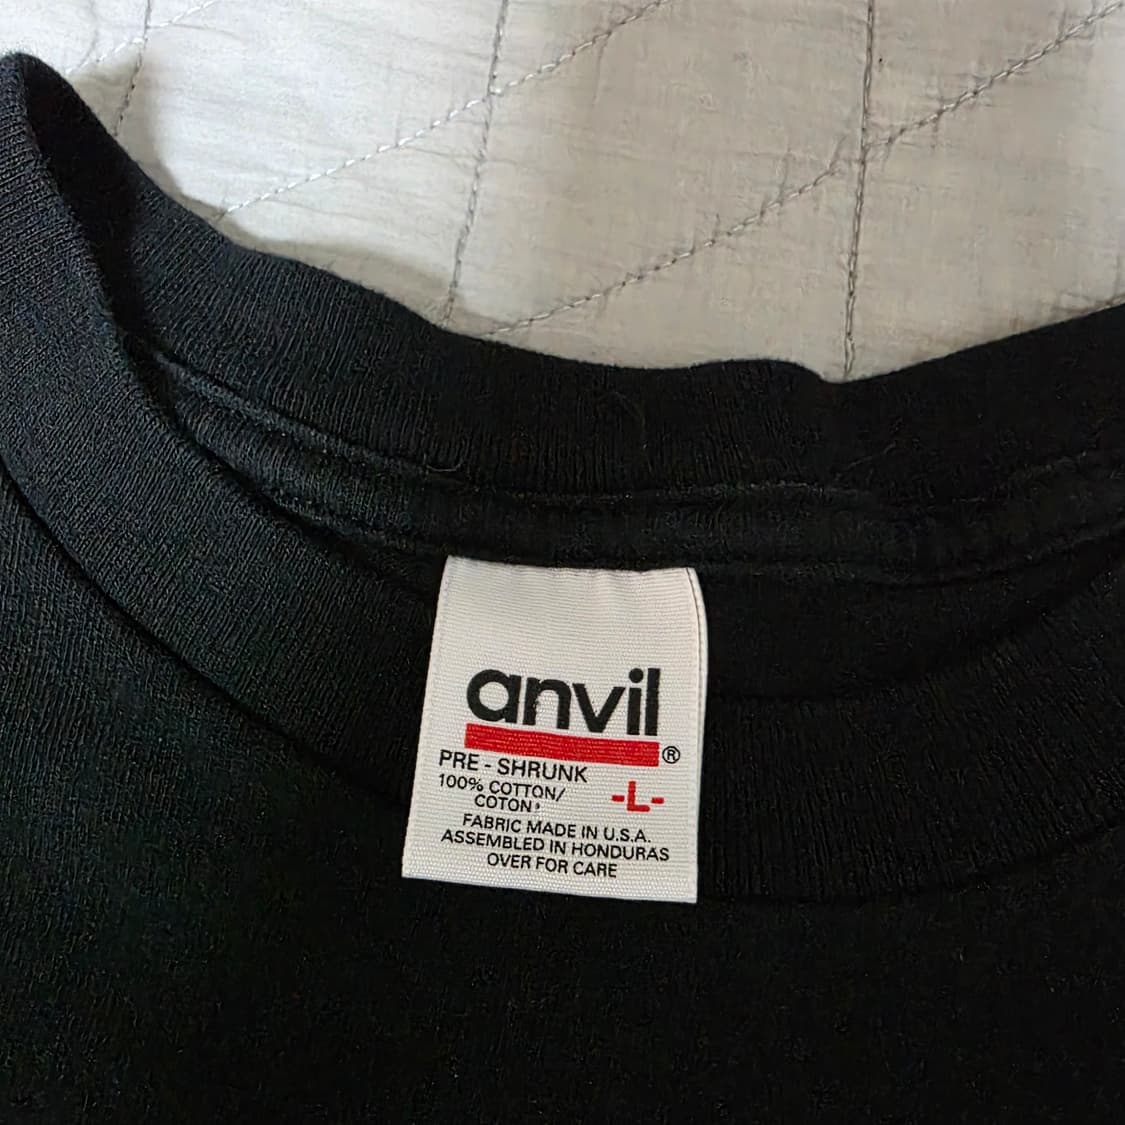 anvil
®
PRE - SHRUNK
100% COTTON/
COTON
-L-
FABRIC MADE IN U.S.A.
ASSEMBLED IN HONDURAS
OVER FOR CARE